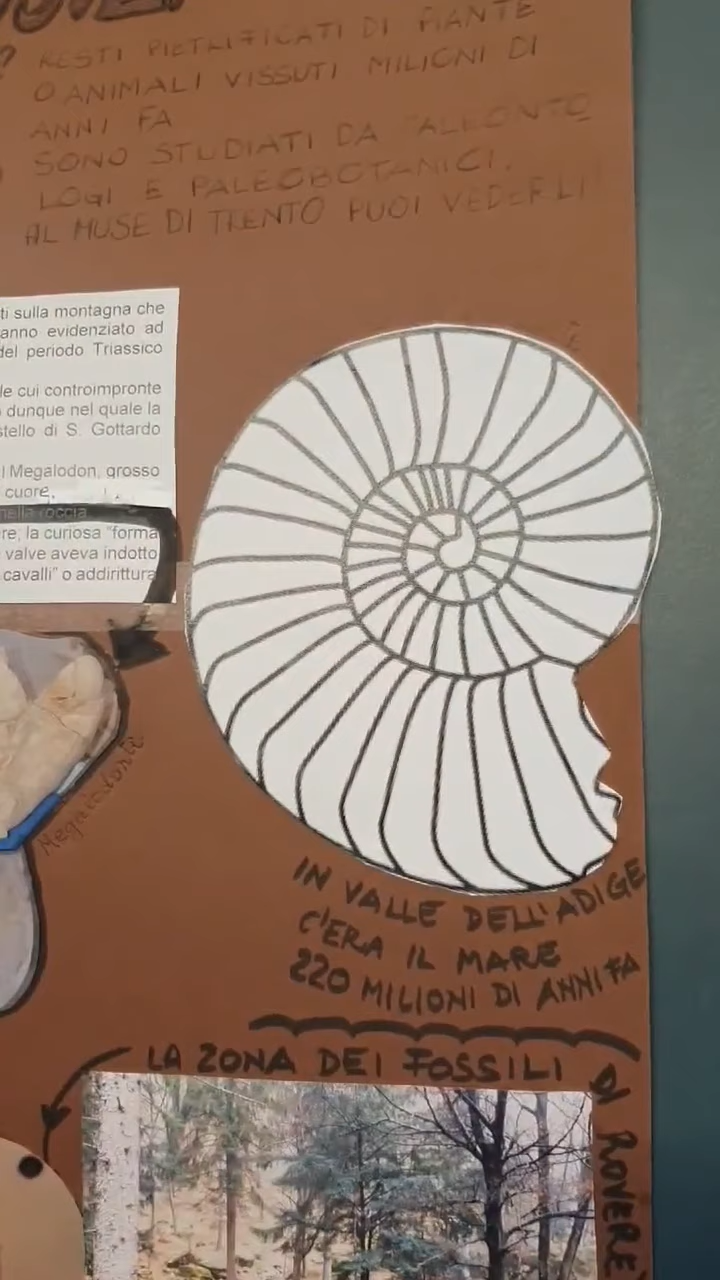 RESTI PIETRIFICATI DI PIANTE
O ANIMALI VISSUTI MILIONI DI
ANNI FA
SONO STUDIATI DA PALEONTO
LOGI E PALEOBOTANICI.
AL MUSE DI TRENTO PUOI VEDERLI
ti sulla montagna che
anno evidenziato ad
del periodo Triassico
le cui controimpronte
dunque nel quale la
stello di S. Gottardo
l Megalodon, grosso
cuore.
nella roccia.
re, la curiosa "forma
valve aveva indotto
cavalli" o addirittura
Megalodonte
IN VALLE DELL'ADIGE
C'ERA IL MARE
220 MILIONI DI ANNI FA
LA ZONA DEI FOSSILI
DI ROVERE